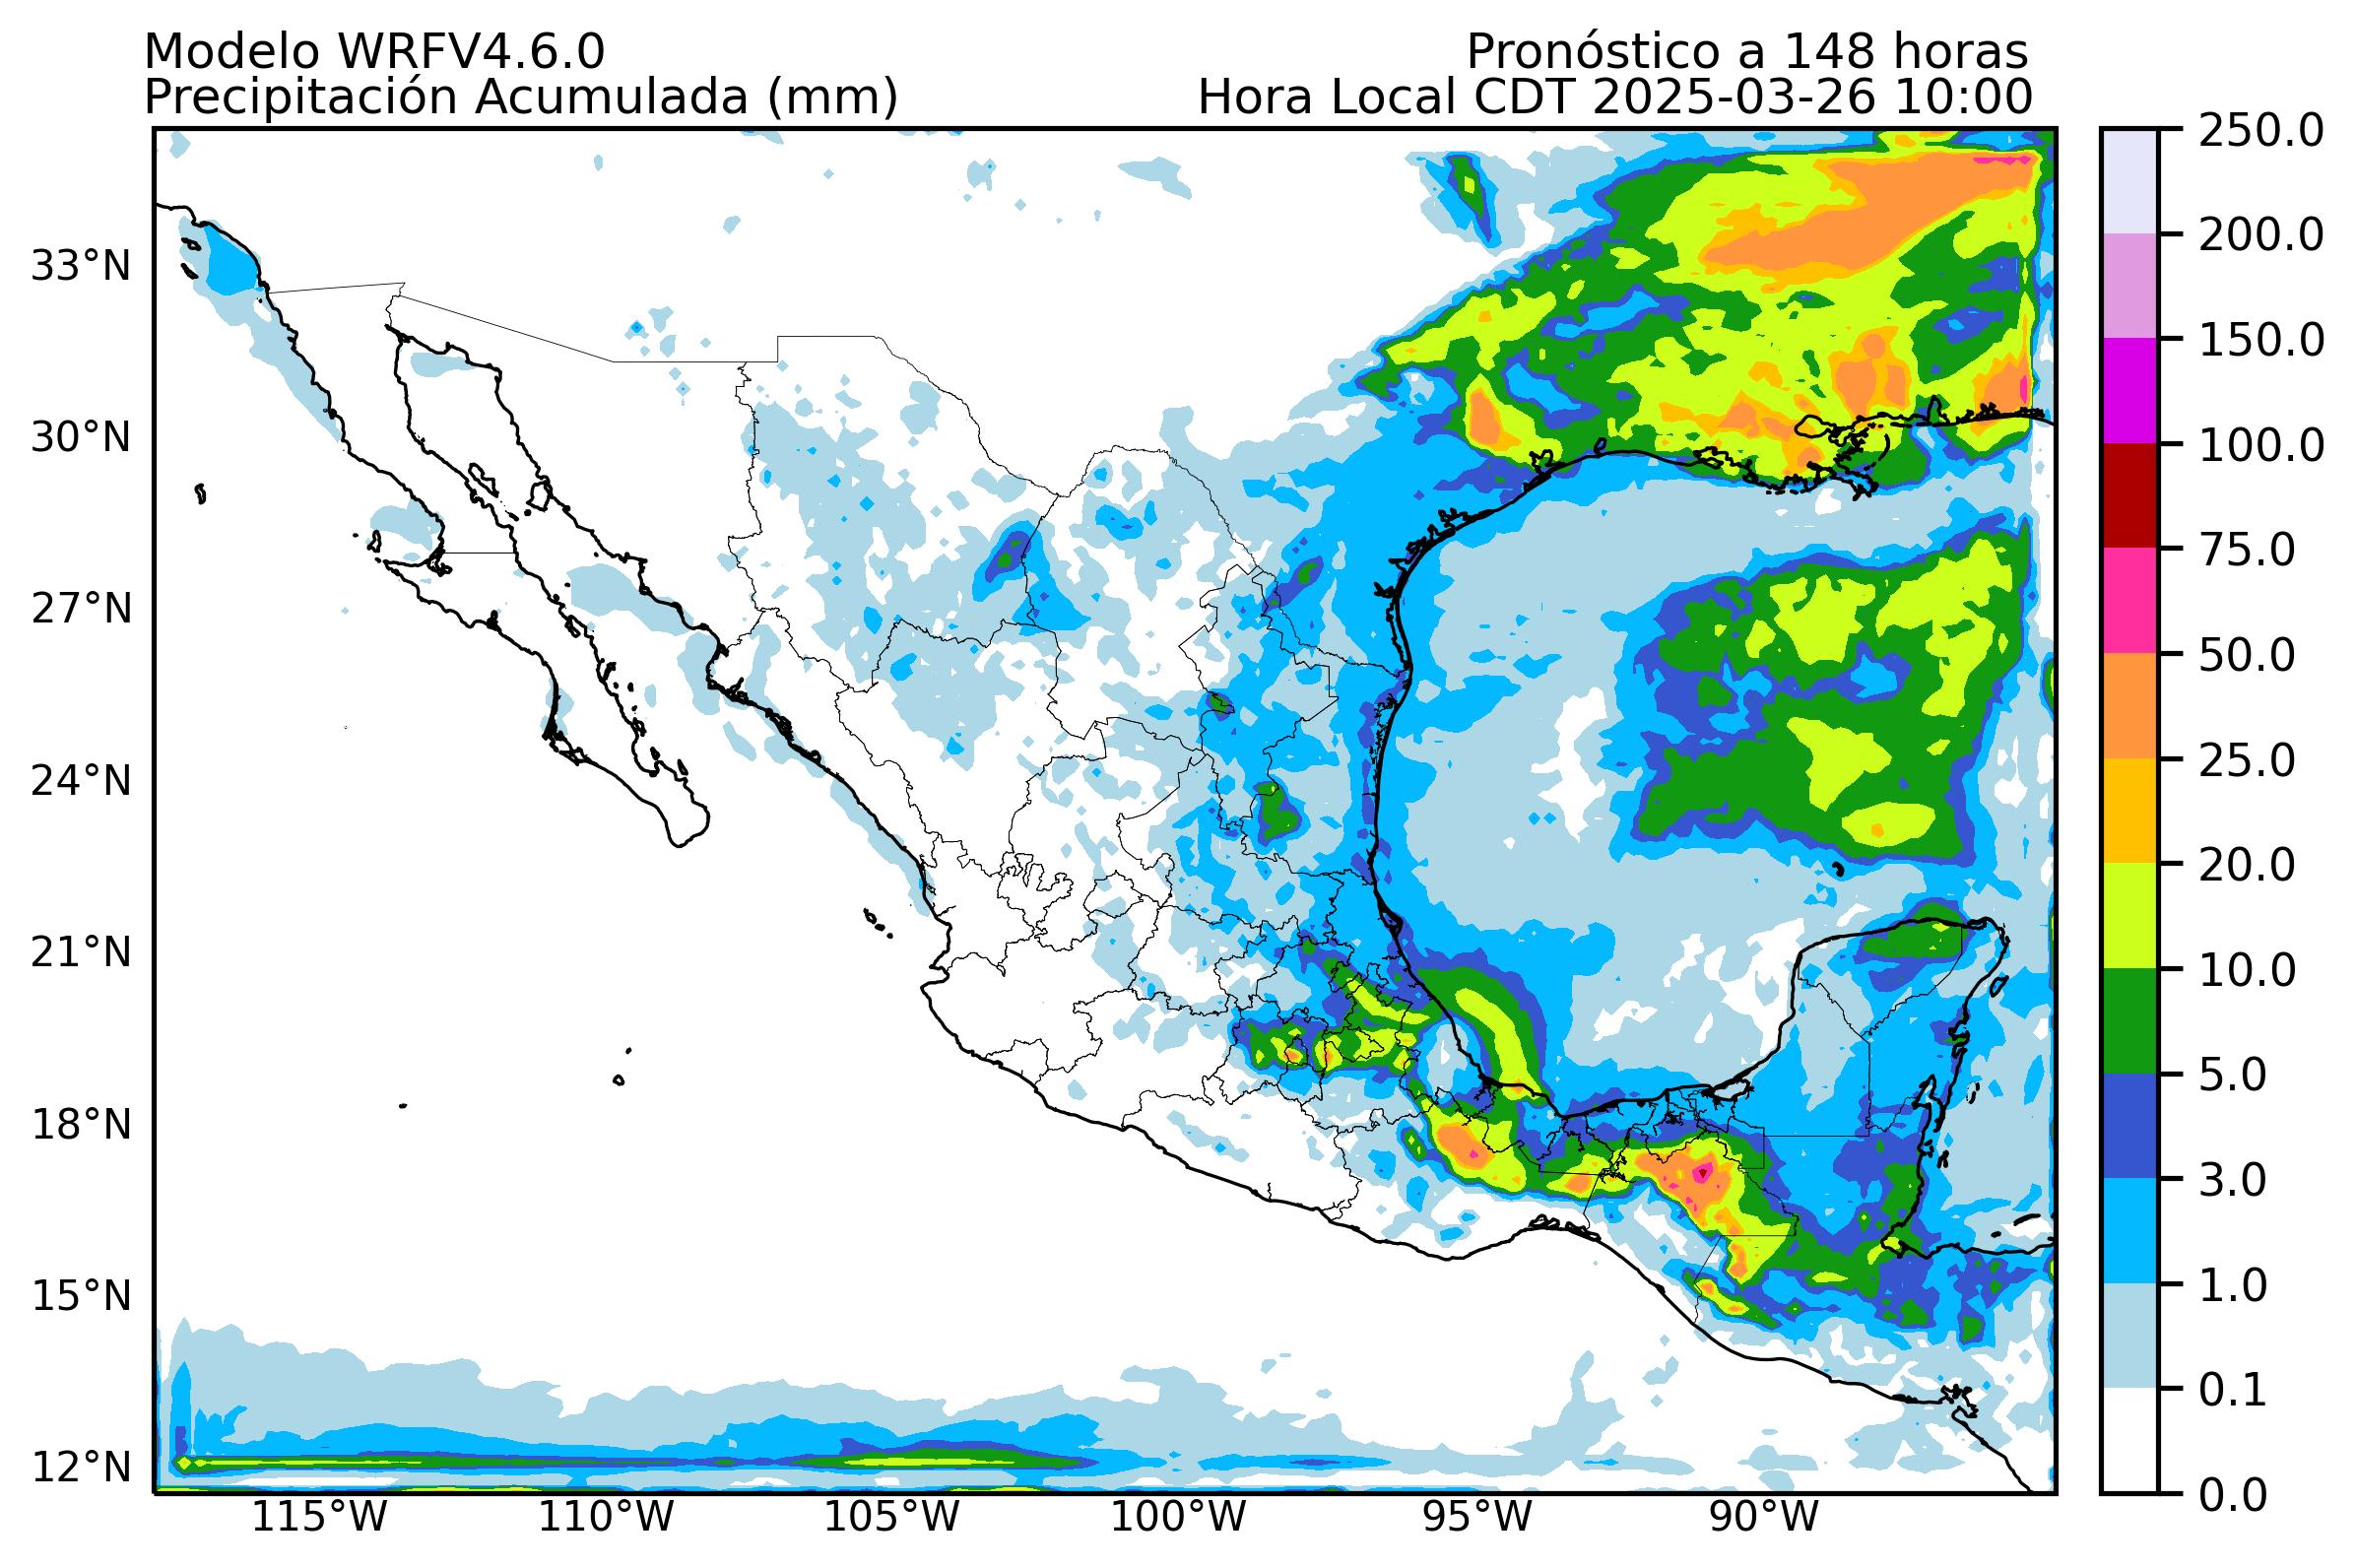 Modelo WRFV4.6.0
Pronóstico a 148 horas
Precipitación Acumulada (mm)
Hora Local CDT 2025-03-26 10:00
33°N
30°N
27°N
24°N
21°N
18°N
15°N
12°N
115°W
110°W
105°W
100°W
95°W
90°W
250.0
200.0
150.0
100.0
75.0
50.0
25.0
20.0
10.0
5.0
3.0
1.0
0.1
0.0